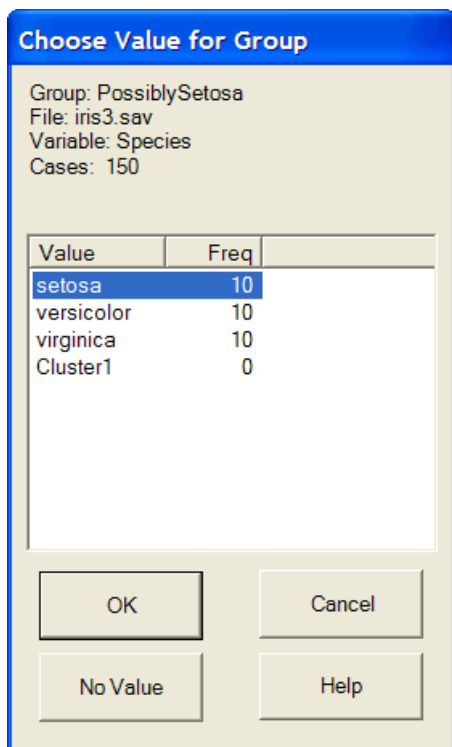 Choose Value for Group
Group: PossiblySetosa
File: iris3.sav
Variable: Species
Cases: 150
Value Freq
setosa 10
versicolor 10
virginica 10
Cluster1 0
OK Cancel
No Value Help